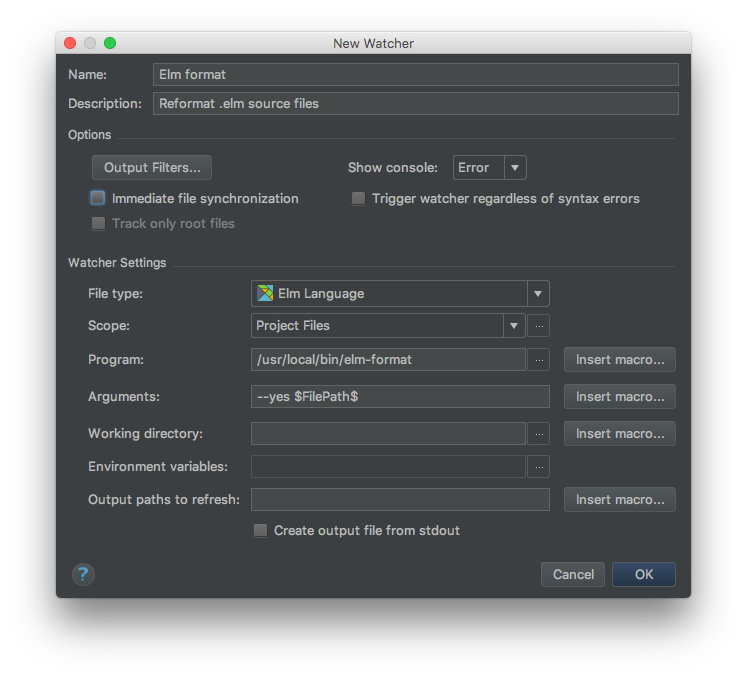 New Watcher
Name: Elm format
Description: Reformat .elm source files
Options
Output Filters... Show console: Error
Immediate file synchronization Trigger watcher regardless of syntax errors
Track only root files
Watcher Settings
File type: Elm Language
Scope: Project Files ...
Program: /usr/local/bin/elm-format ... Insert macro...
Arguments: --yes $FilePath$ Insert macro...
Working directory: ... Insert macro...
Environment variables: ...
Output paths to refresh: Insert macro...
Create output file from stdout
? Cancel OK